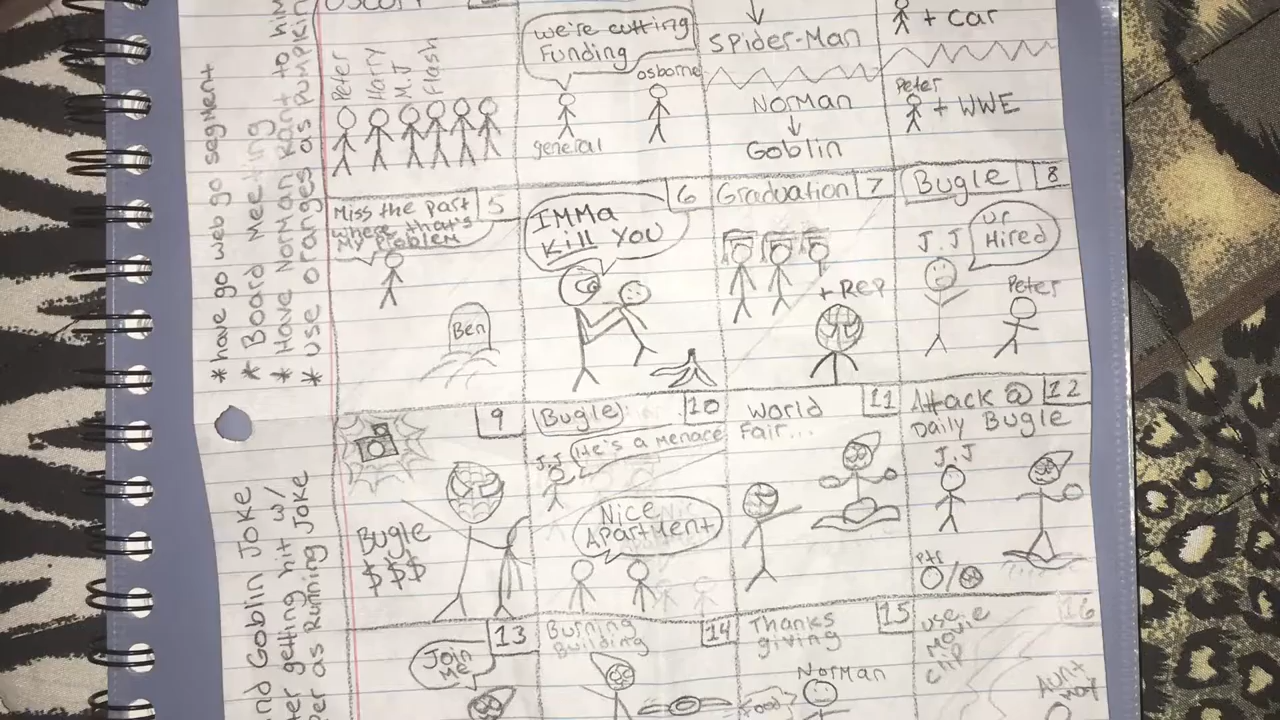 Peter
Harry
M.J
Flash
we're cutting
Funding
osborne
general
Spider-Man
Norman
Goblin
+ car
Peter
+ WWE
* have go web go segment
* Board Meeting
* Have Norman Rant to him
* use oranges as pumpkin
5
Miss the part
where that's
My Problem
Ben
6
IMMa
Kill You
Graduation
7
+ Rep
Bugle
8
ur
Hired
J.J
Peter
9
Bugle
$ $ $
$ $ $
(Bugle):
10
J.J
He's a menace
Nice
Apartment
World
Fair...
11
Attack @
Daily Bugle
12
J.J
and Goblin Joke
getting hit w/
as Running Joke
13
Join
Me
Burning
Building
14
Thanks
giving
15
Norman
Food
use
movie
clip
16
Aunt
May